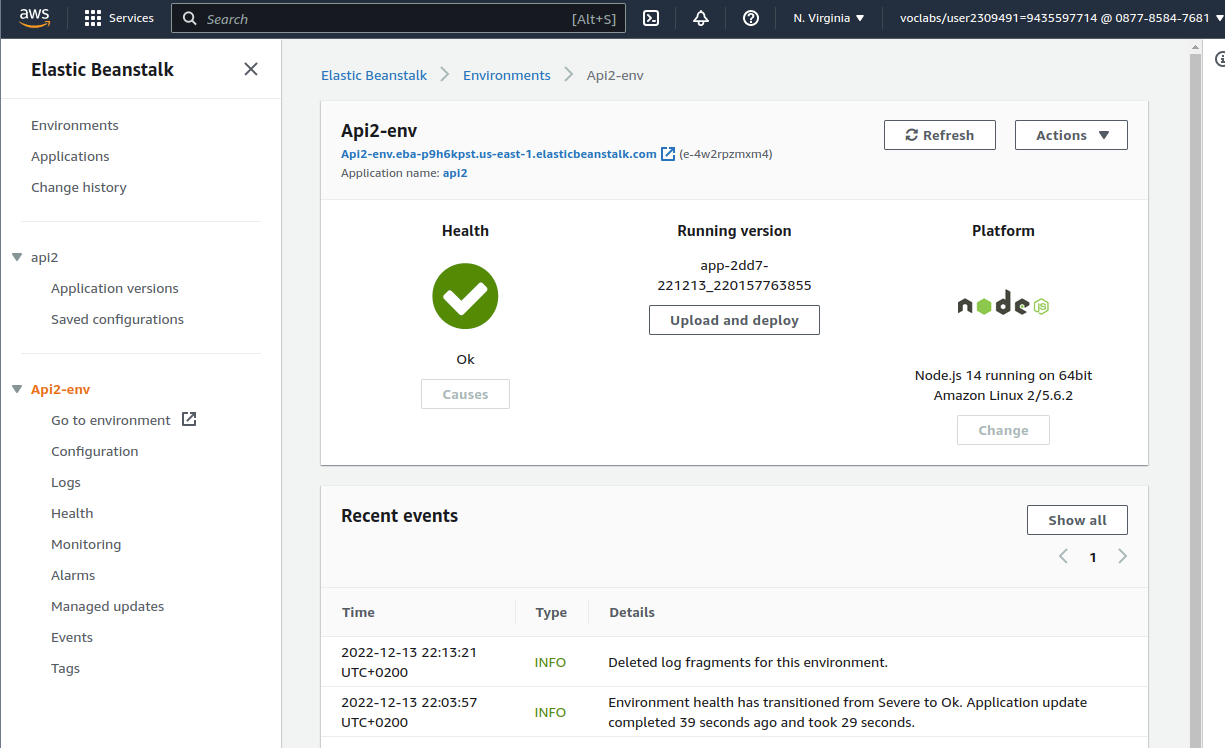 aws
Services
Search
[Alt+S]
N. Virginia
voclabs/user2309491=9435597714 @ 0877-8584-7681
Elastic Beanstalk
Environments
Applications
Change history
api2
Application versions
Saved configurations
Api2-env
Go to environment
Configuration
Logs
Health
Monitoring
Alarms
Managed updates
Events
Tags
Elastic Beanstalk
Environments
Api2-env
Api2-env
Refresh
Actions
Api2-env.eba-p9h6kpst.us-east-1.elasticbeanstalk.com (e-4w2rpzmxm4)
Application name: api2
Health
Ok
Causes
Running version
app-2dd7-
221213_220157763855
Upload and deploy
Platform
node JS
Node.js 14 running on 64bit
Amazon Linux 2/5.6.2
Change
Recent events
Show all
1
Time Type Details
2022-12-13 22:13:21
UTC+0200
INFO
Deleted log fragments for this environment.
2022-12-13 22:03:57
UTC+0200
INFO
Environment health has transitioned from Severe to Ok. Application update
completed 39 seconds ago and took 29 seconds.